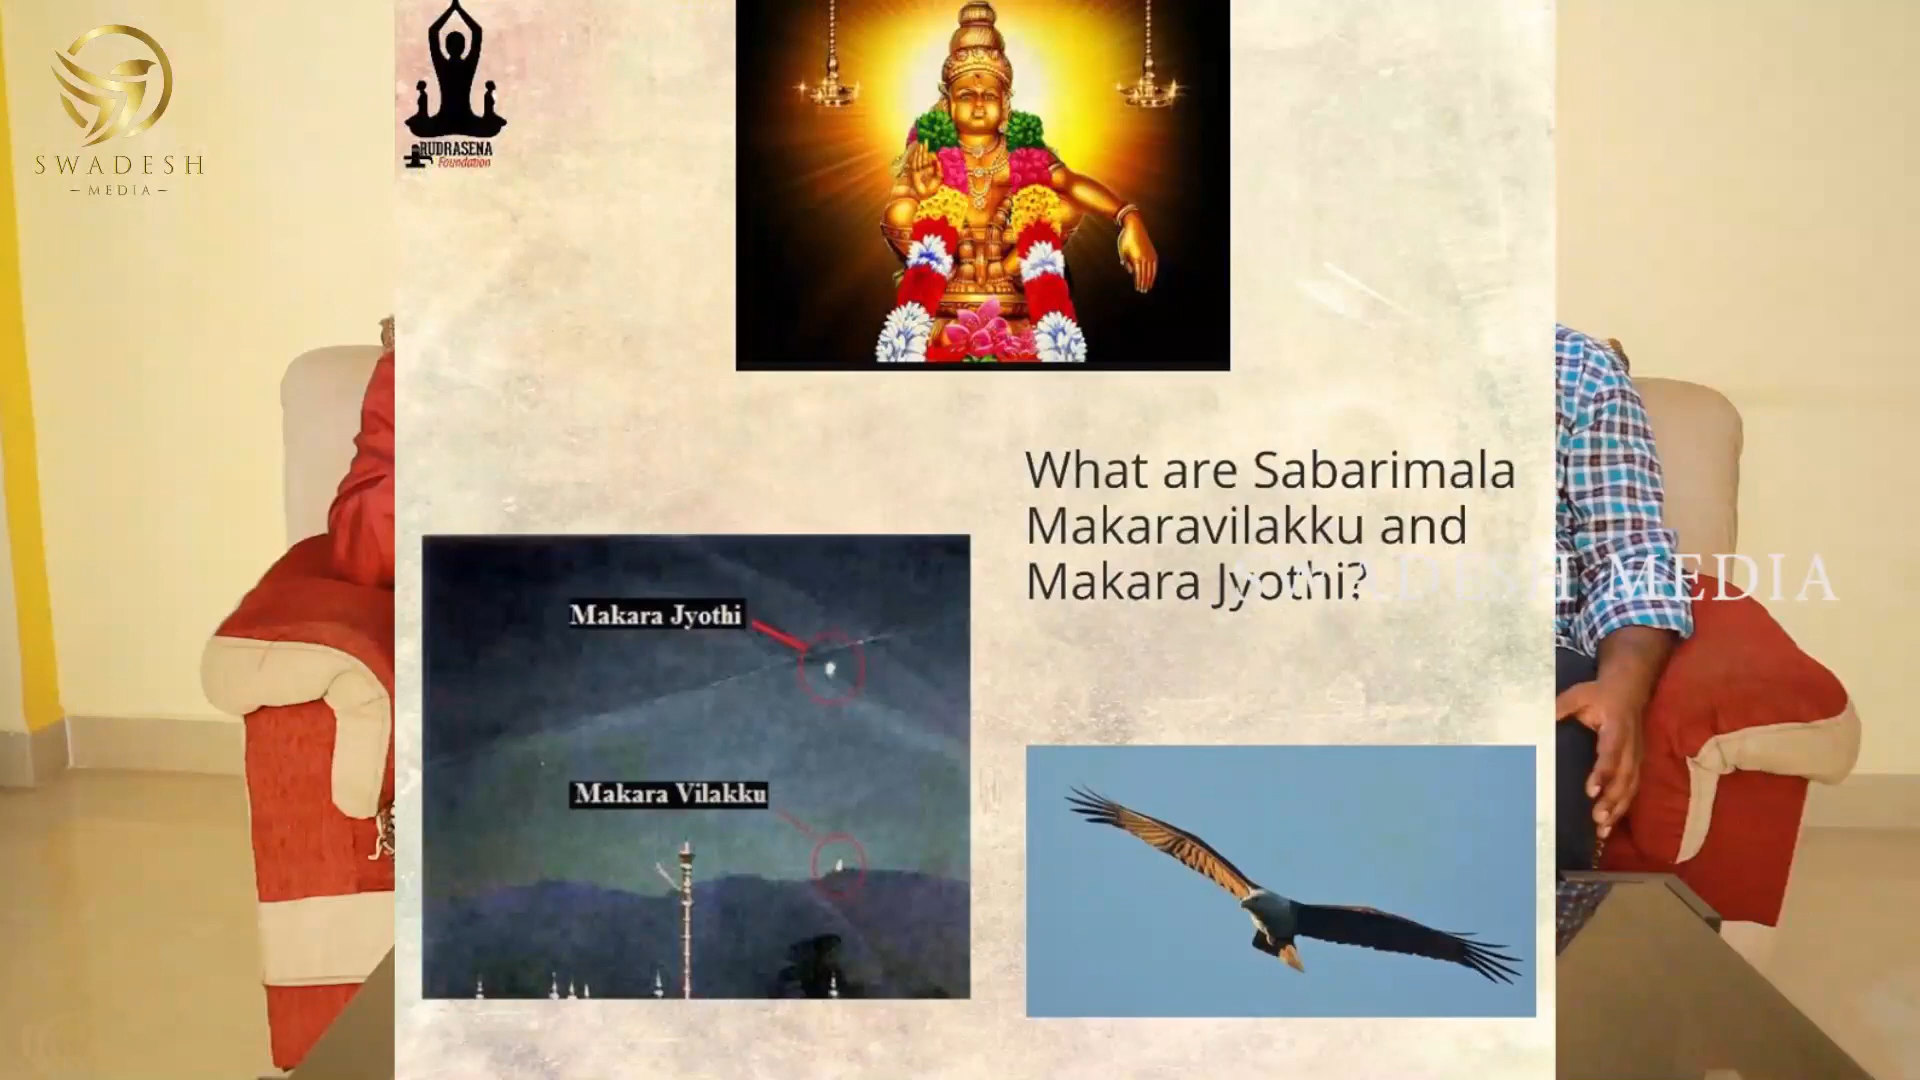 SWADESH
MEDIA
RUDRASENA
Foundation
What are Sabarimala
Makaravilakku and
Makara Jyothi?
SWADESH MEDIA
Makara Jyothi
Makara Vilakku